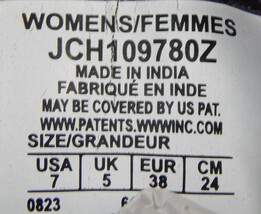 WOMENS/FEMMES
JCH109780Z
MADE IN INDIA
FABRIQUÉ EN INDE
MAY BE COVERED BY US PAT.
WWW.PATENTS.WWWINC.COM
SIZE/GRANDEUR
USA UK EUR CM
7 5 38 24
0823